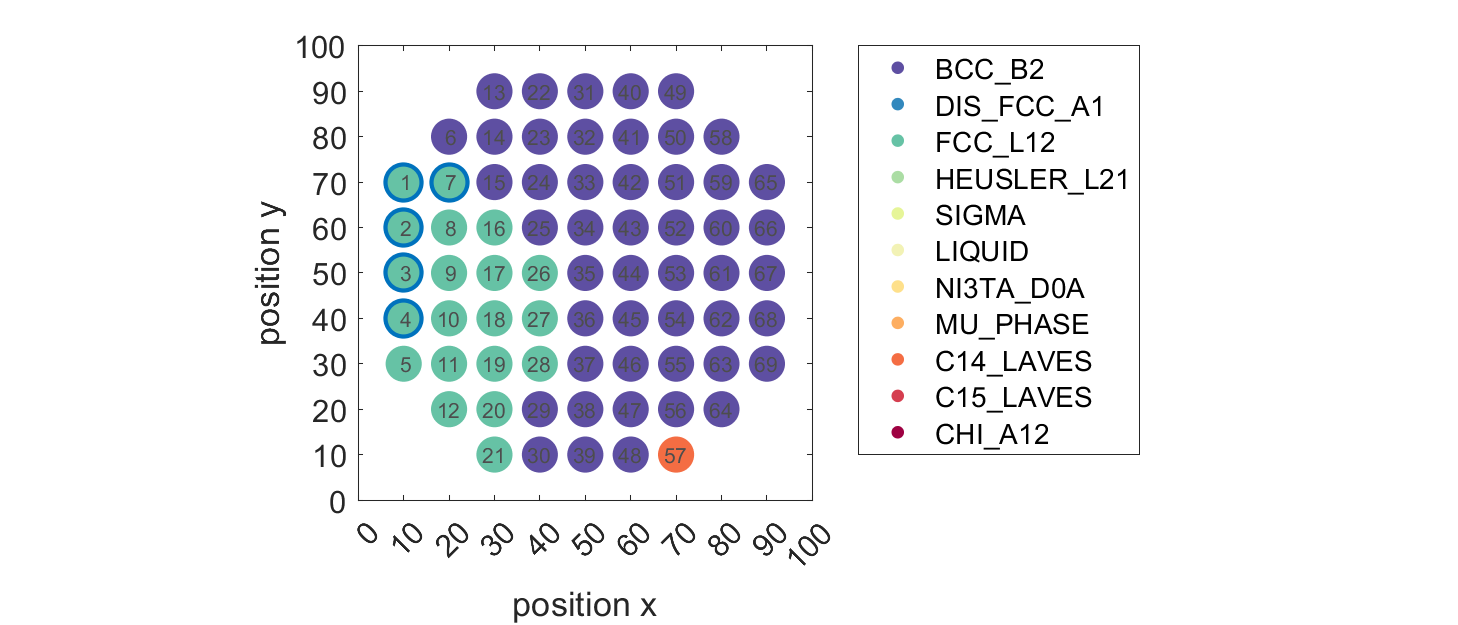 100
90
80
70
60
50
40
30
20
10
0
13 22 31 40 49
6 14 23 32 41 50 58
1 7 15 24 33 42 51 59 65
2 8 16 25 34 43 52 60 66
3 9 17 26 35 44 53 61 67
4 10 18 27 36 45 54 62 68
5 11 19 28 37 46 55 63 69
12 20 29 38 47 56 64
21 30 39 48 57
0 10 20 30 40 50 60 70 80 90 100
position x
position y
BCC_B2
DIS_FCC_A1
FCC_L12
HEUSLER_L21
SIGMA
LIQUID
NI3TA_D0A
MU_PHASE
C14_LAVES
C15_LAVES
CHI_A12